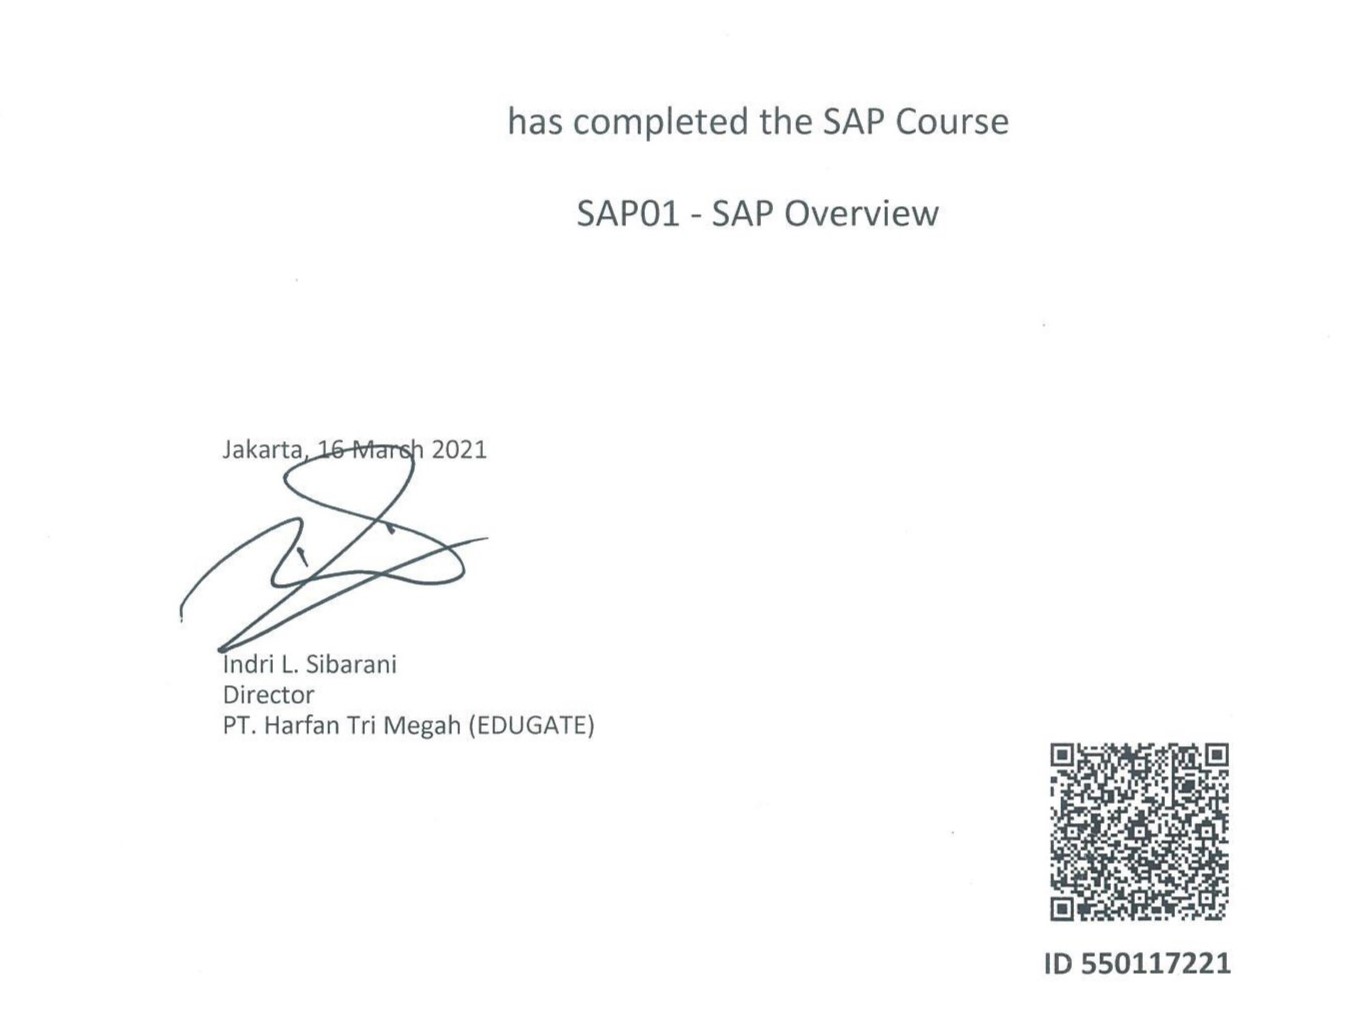 has completed the SAP Course
SAP01 - SAP Overview
Jakarta, 16 March 2021
Indri L. Sibarani
Director
PT. Harfan Tri Megah (EDUGATE)
ID 550117221